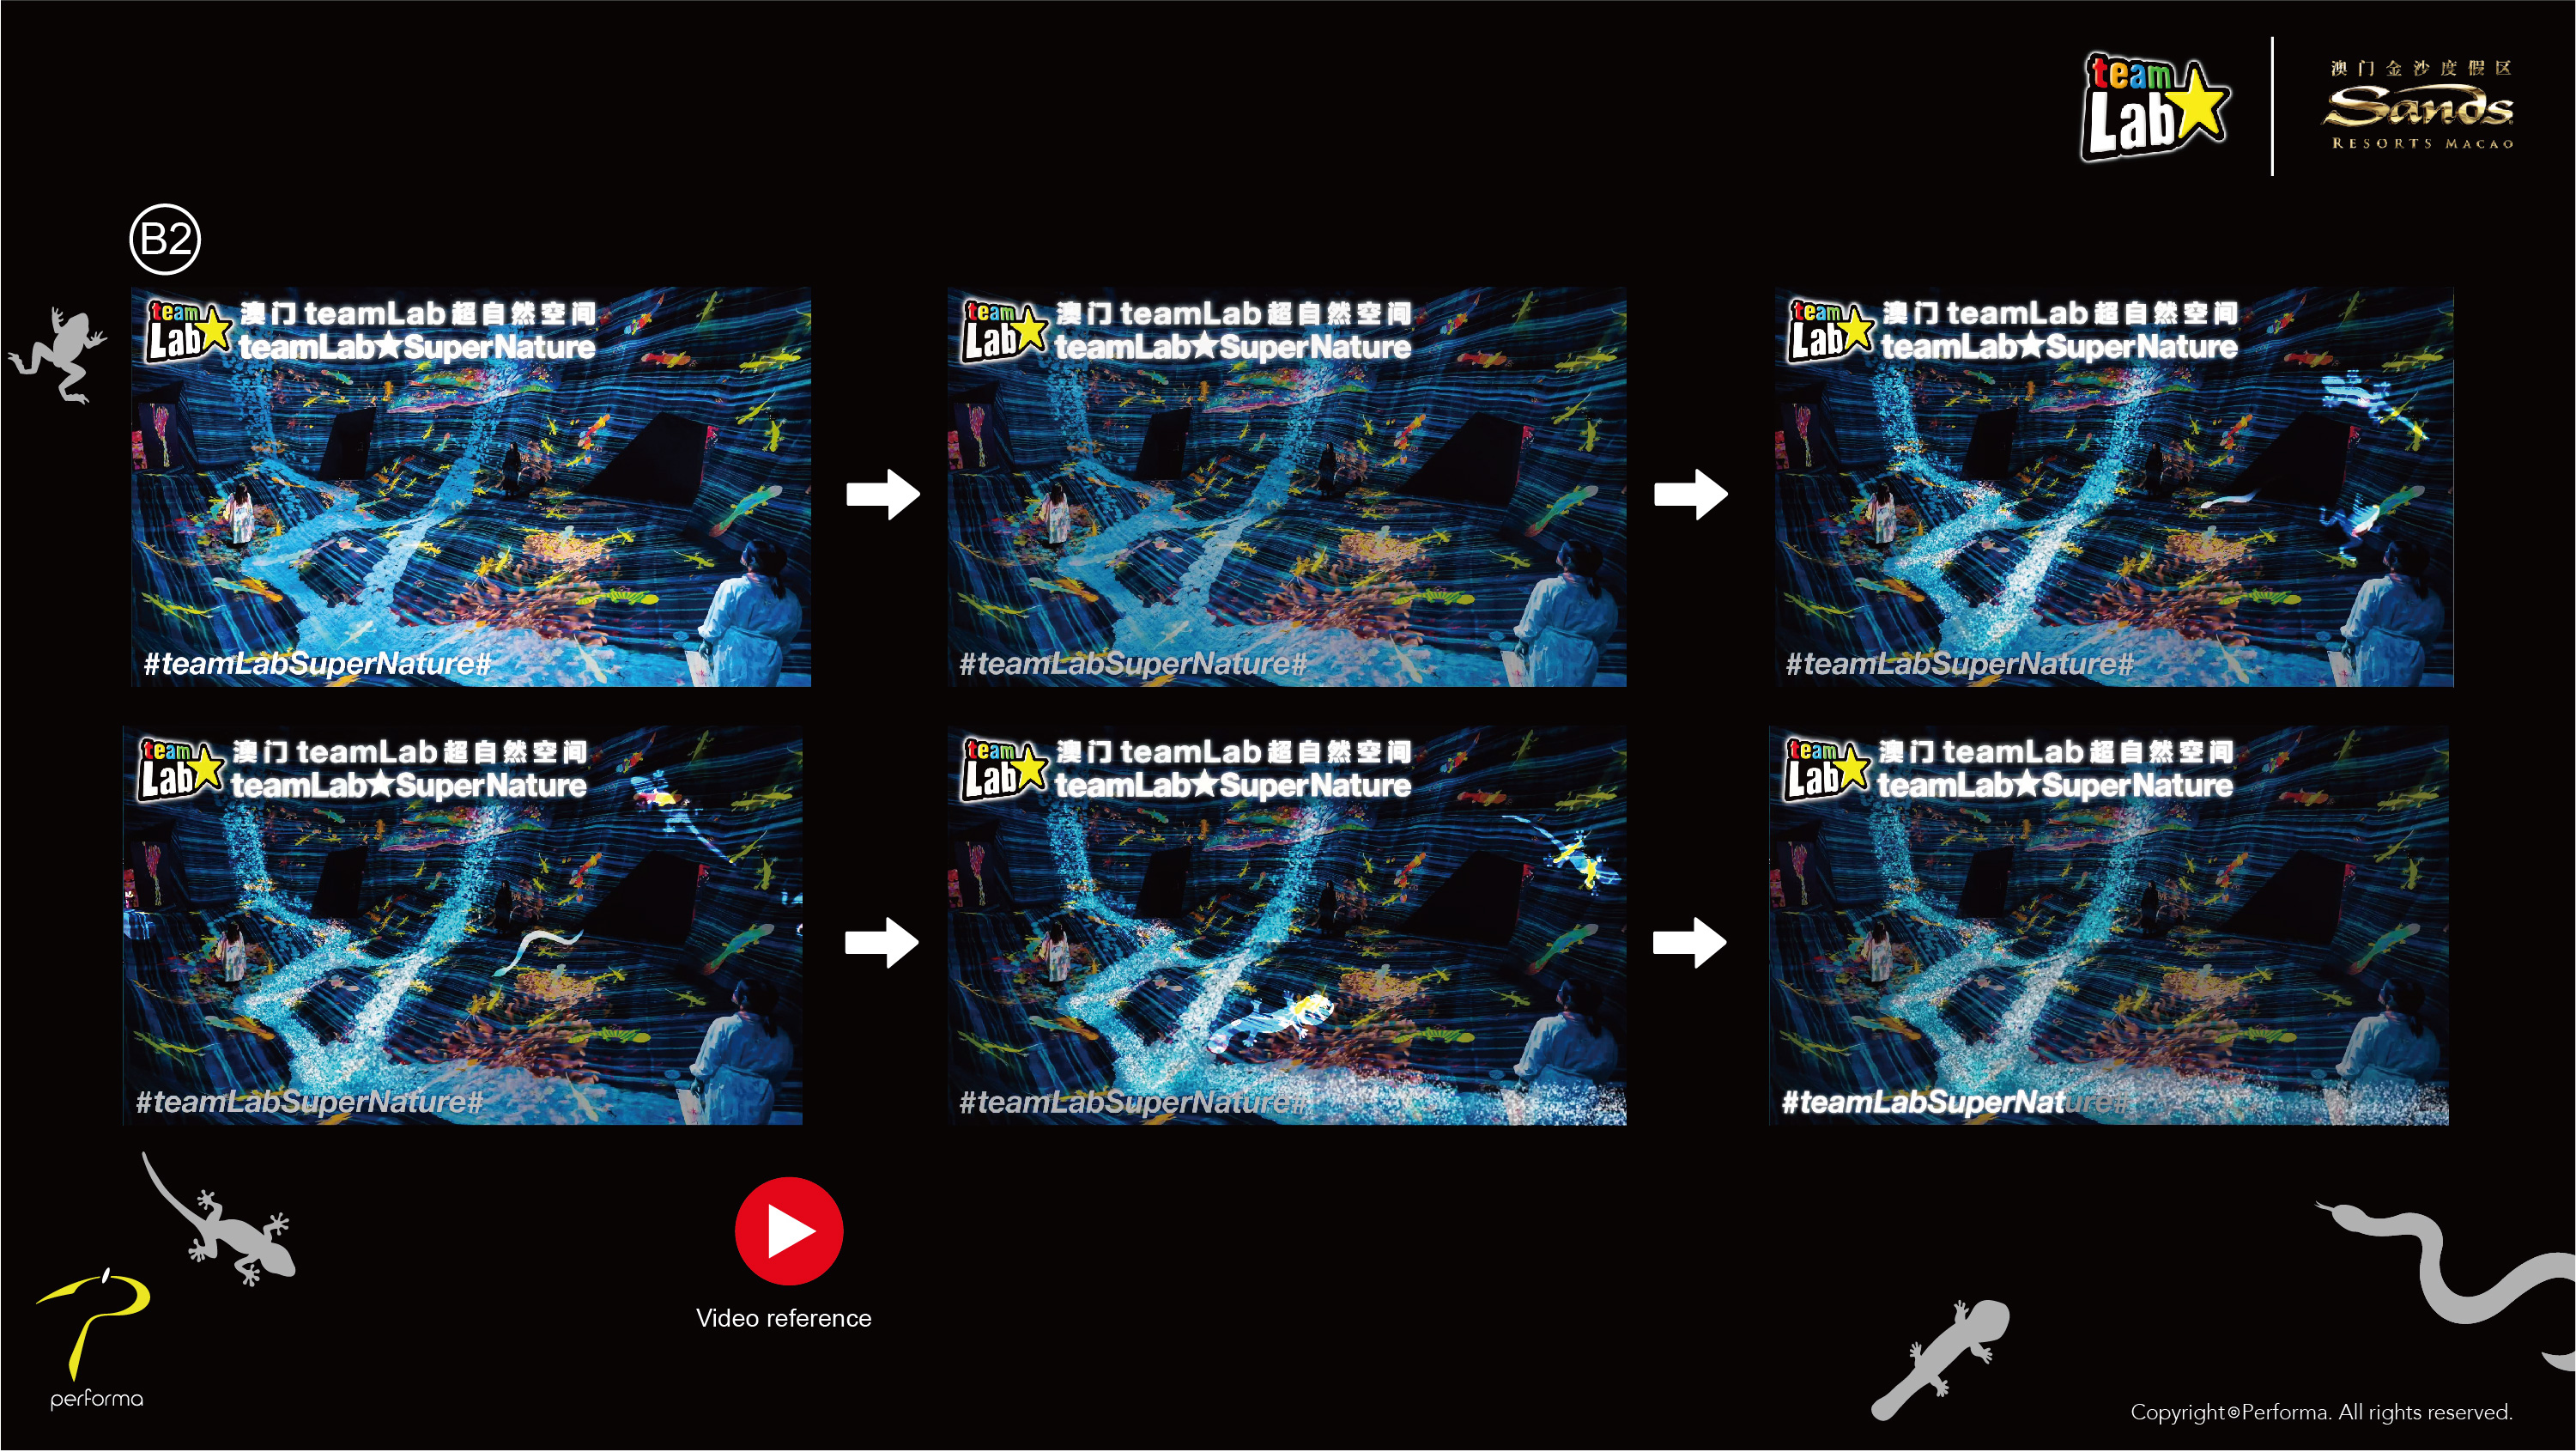 team
Lab
澳门金沙度假区
Sands
RESORTS MACAO
B2
team
Lab
澳门 teamLab 超自然空间
teamLab★SuperNature
#teamLabSuperNature#
team
Lab
澳门 teamLab 超自然空间
teamLab★SuperNature
#teamLabSuperNature#
team
Lab
澳门 teamLab 超自然空间
teamLab★SuperNature
#teamLabSuperNature#
team
Lab
澳门 teamLab 超自然空间
teamLab★SuperNature
#teamLabSuperNature#
team
Lab
澳门 teamLab 超自然空间
teamLab★SuperNature
#teamLabSuperNature#
team
Lab
澳门 teamLab 超自然空间
teamLab★SuperNature
#teamLabSuperNature#
Video reference
performa
Copyright©Performa. All rights reserved.